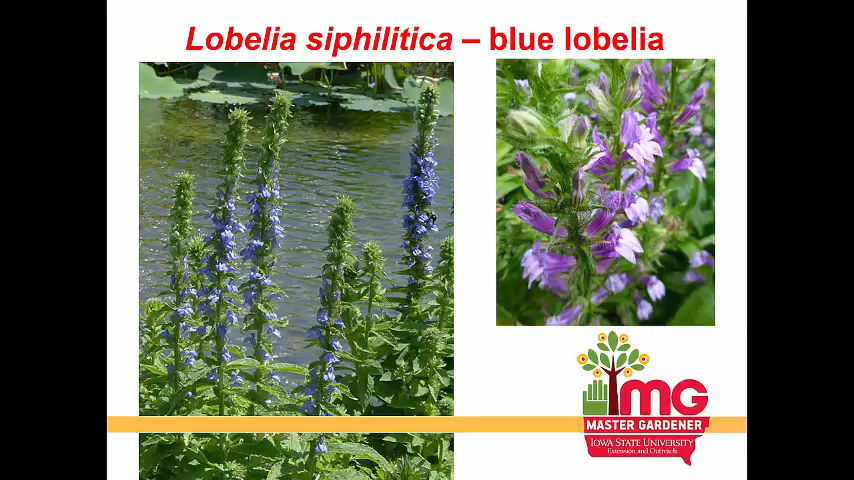 Lobelia siphilitica – blue lobelia
MG
MASTER GARDENER
IOWA STATE UNIVERSITY
Extension and Outreach